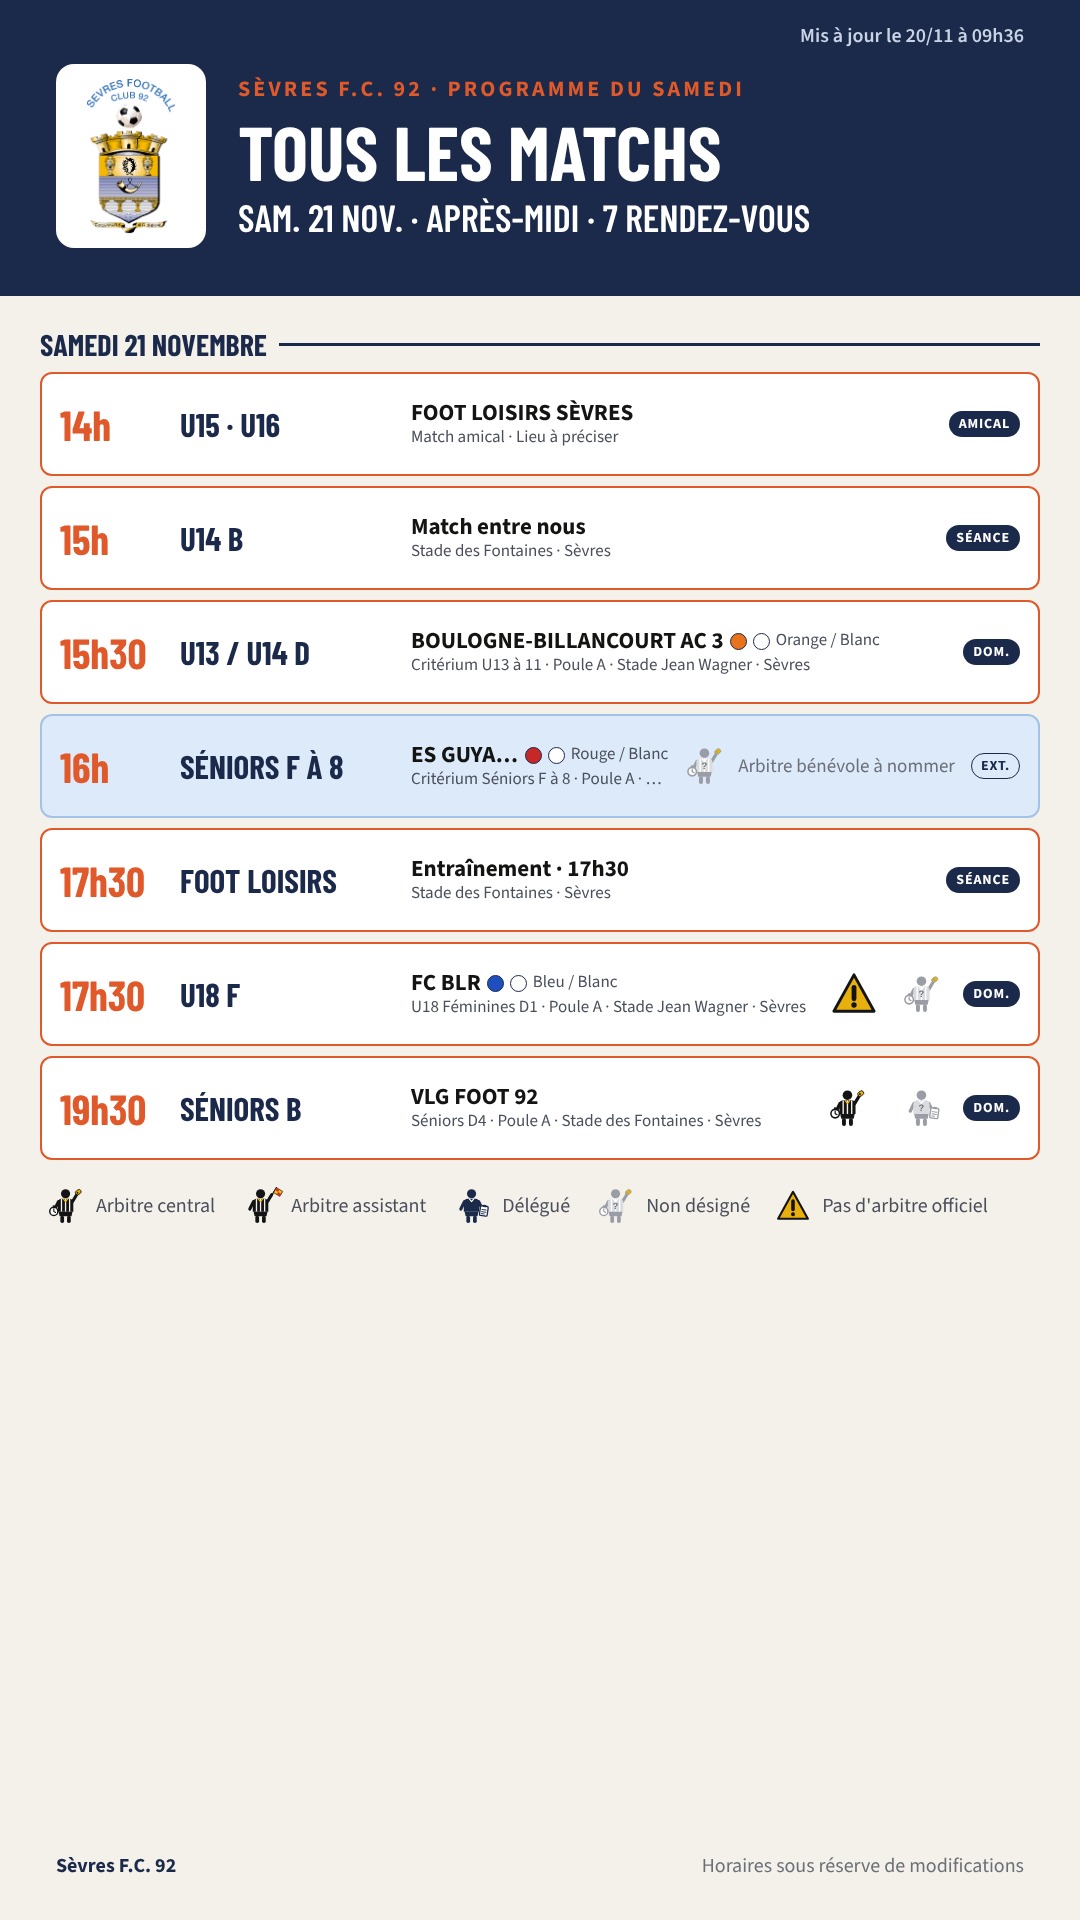 Mis à jour le 20/11 à 09h36
SEVRES FOOTBALL
CLUB 92
SÈVRES F.C. 92 · PROGRAMME DU SAMEDI
TOUS LES MATCHS
SAM. 21 NOV. · APRÈS-MIDI · 7 RENDEZ-VOUS
SAMEDI 21 NOVEMBRE
14h U15 · U16 FOOT LOISIRS SÈVRES AMICAL
Match amical · Lieu à préciser
15h U14 B Match entre nous SÉANCE
Stade des Fontaines · Sèvres
15h30 U13 / U14 D BOULOGNE-BILLANCOURT AC 3 Orange / Blanc DOM.
Critérium U13 à 11 · Poule A · Stade Jean Wagner · Sèvres
16h SÉNIORS F À 8 ES GUYA... Rouge / Blanc ? Arbitre bénévole à nommer EXT.
Critérium Séniors F à 8 · Poule A · ...
17h30 FOOT LOISIRS Entraînement · 17h30 SÉANCE
Stade des Fontaines · Sèvres
17h30 U18 F FC BLR Bleu / Blanc ? DOM.
U18 Féminines D1 · Poule A · Stade Jean Wagner · Sèvres
19h30 SÉNIORS B VLG FOOT 92 ? DOM.
Séniors D4 · Poule A · Stade des Fontaines · Sèvres
Arbitre central Arbitre assistant Délégué ? Non désigné Pas d'arbitre officiel
Sèvres F.C. 92 Horaires sous réserve de modifications